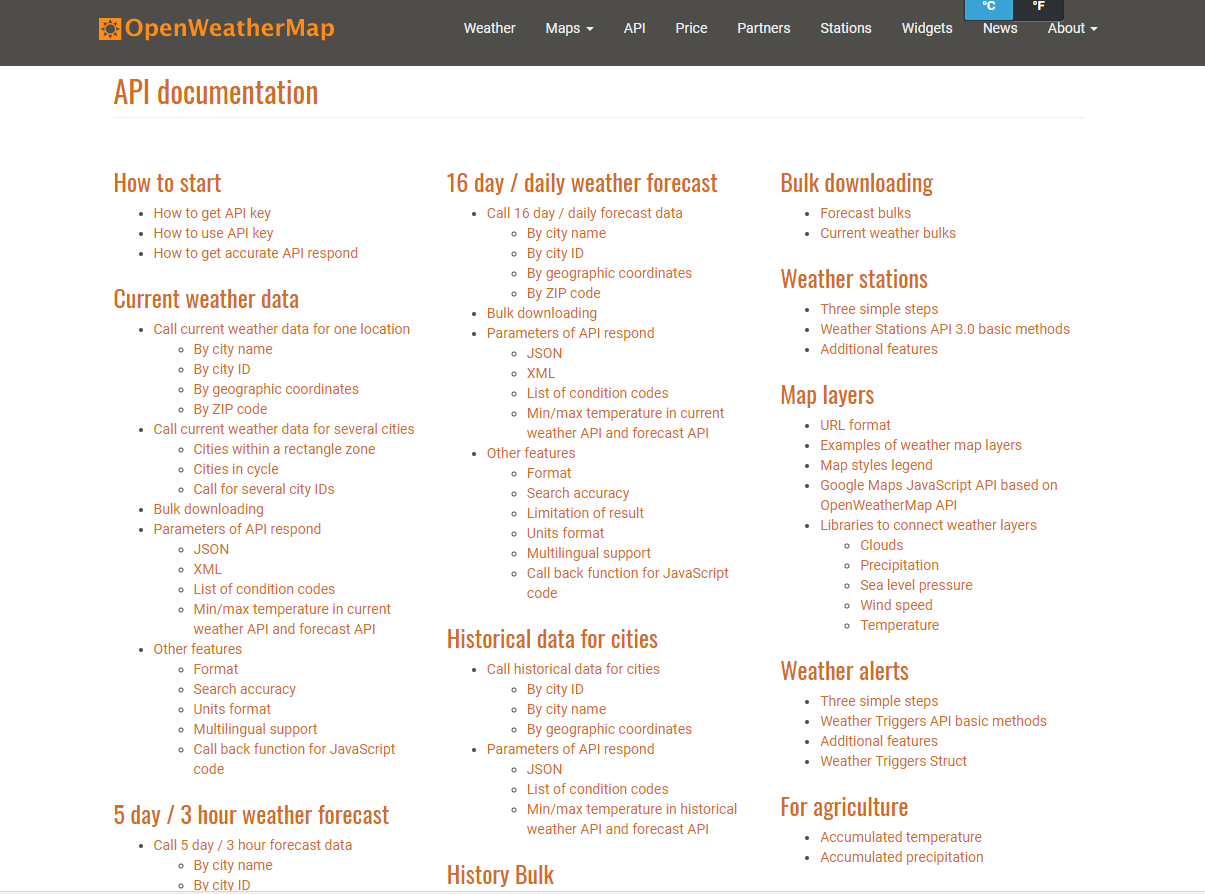 OpenWeatherMap
Weather
Maps
API
Price
Partners
Stations
Widgets
News
About
°C
°F
API documentation
How to start
How to get API key
How to use API key
How to get accurate API respond
Current weather data
Call current weather data for one location
By city name
By city ID
By geographic coordinates
By ZIP code
Call current weather data for several cities
Cities within a rectangle zone
Cities in cycle
Call for several city IDs
Bulk downloading
Parameters of API respond
JSON
XML
List of condition codes
Min/max temperature in current
weather API and forecast API
Other features
Format
Search accuracy
Units format
Multilingual support
Call back function for JavaScript
code
5 day / 3 hour weather forecast
Call 5 day / 3 hour forecast data
By city name
By city ID
16 day / daily weather forecast
Call 16 day / daily forecast data
By city name
By city ID
By geographic coordinates
By ZIP code
Bulk downloading
Parameters of API respond
JSON
XML
List of condition codes
Min/max temperature in current
weather API and forecast API
Other features
Format
Search accuracy
Limitation of result
Units format
Multilingual support
Call back function for JavaScript
code
Historical data for cities
Call historical data for cities
By city ID
By city name
By geographic coordinates
Parameters of API respond
JSON
List of condition codes
Min/max temperature in historical
weather API and forecast API
History Bulk
Bulk downloading
Forecast bulks
Current weather bulks
Weather stations
Three simple steps
Weather Stations API 3.0 basic methods
Additional features
Map layers
URL format
Examples of weather map layers
Map styles legend
Google Maps JavaScript API based on
OpenWeatherMap API
Libraries to connect weather layers
Clouds
Precipitation
Sea level pressure
Wind speed
Temperature
Weather alerts
Three simple steps
Weather Triggers API basic methods
Additional features
Weather Triggers Struct
For agriculture
Accumulated temperature
Accumulated precipitation